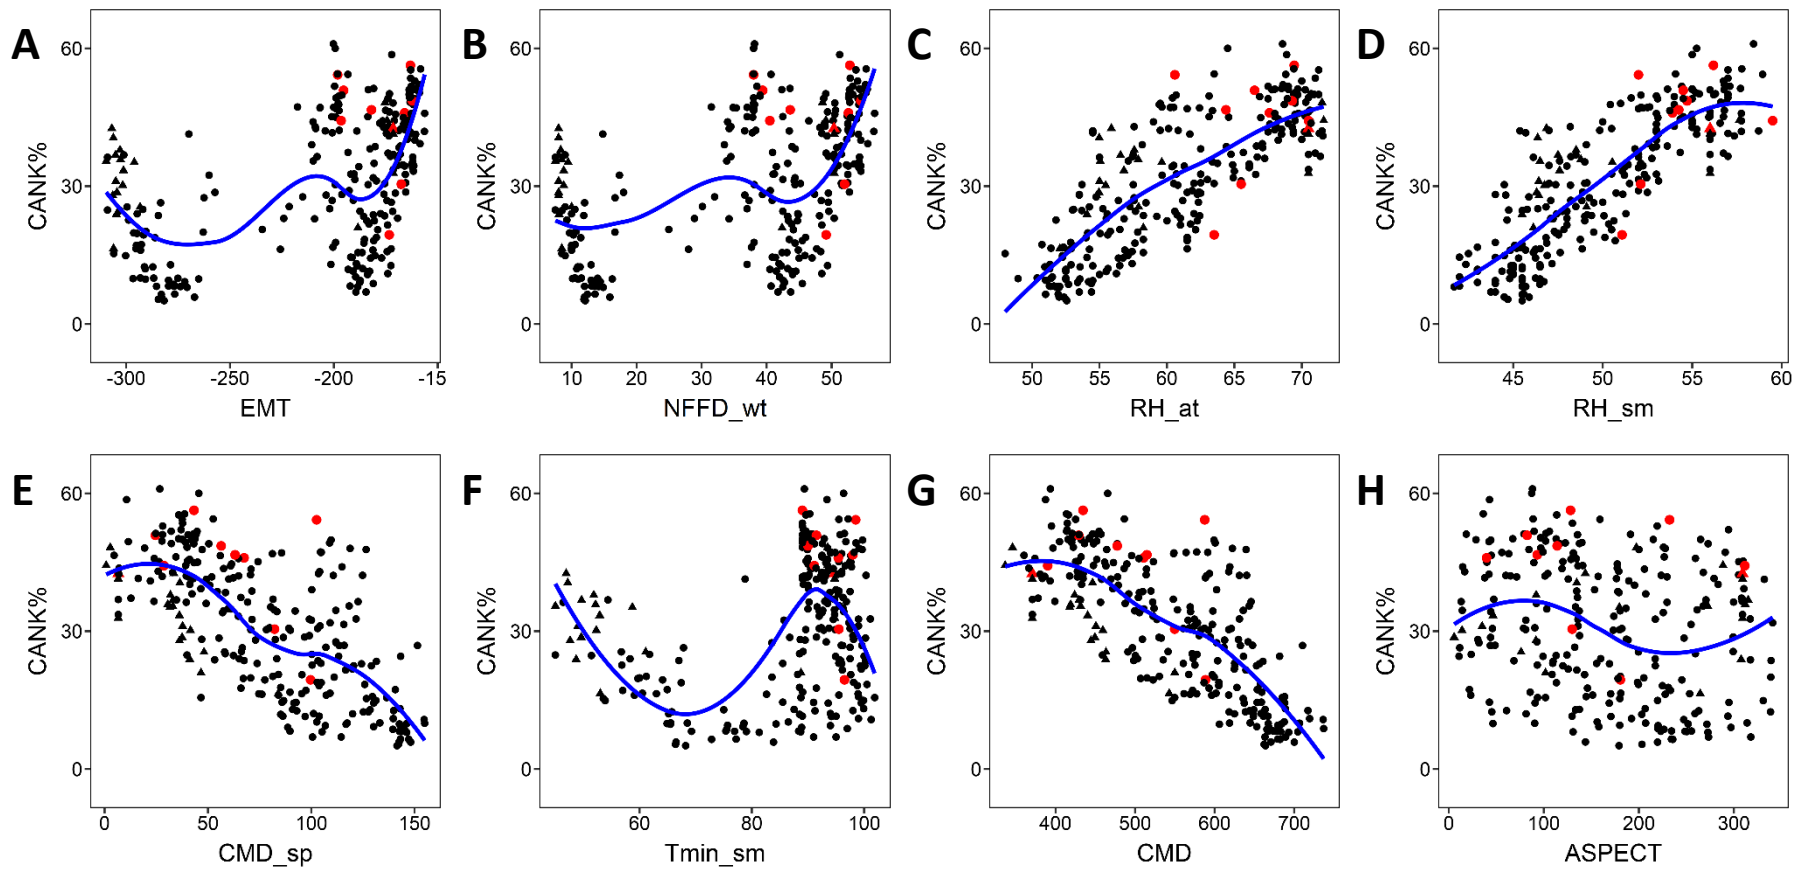 A B C D
60 60 60 60
CANK% CANK% CANK% CANK%
30 30 30 30
0 0 0 0
-300 -250 -200 -15 10 20 30 40 50 50 55 60 65 70 45 50 55 60
EMT NFFD_wt RH_at RH_sm
E F G H
60 60 60 60
CANK% CANK% CANK% CANK%
30 30 30 30
0 0 0 0
0 50 100 150 60 80 100 400 500 600 700 0 100 200 300
CMD_sp Tmin_sm CMD ASPECT